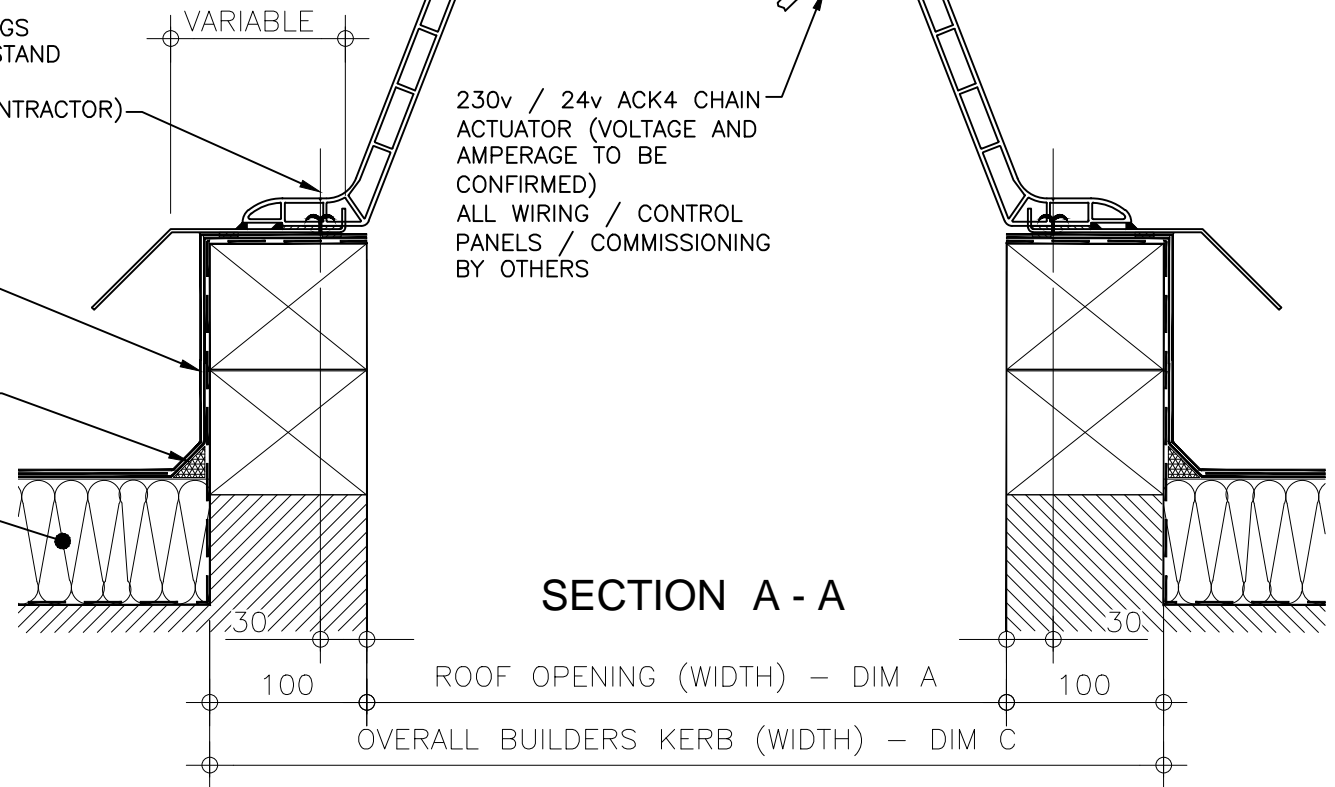 VARIABLE
GS
STAND
NTRACTOR)
230v / 24v ACK4 CHAIN
ACTUATOR (VOLTAGE AND
AMPERAGE TO BE
CONFIRMED)
ALL WIRING / CONTROL
PANELS / COMMISSIONING
BY OTHERS
SECTION A - A
30
30
100
ROOF OPENING (WIDTH) – DIM A
100
OVERALL BUILDERS KERB (WIDTH) – DIM C